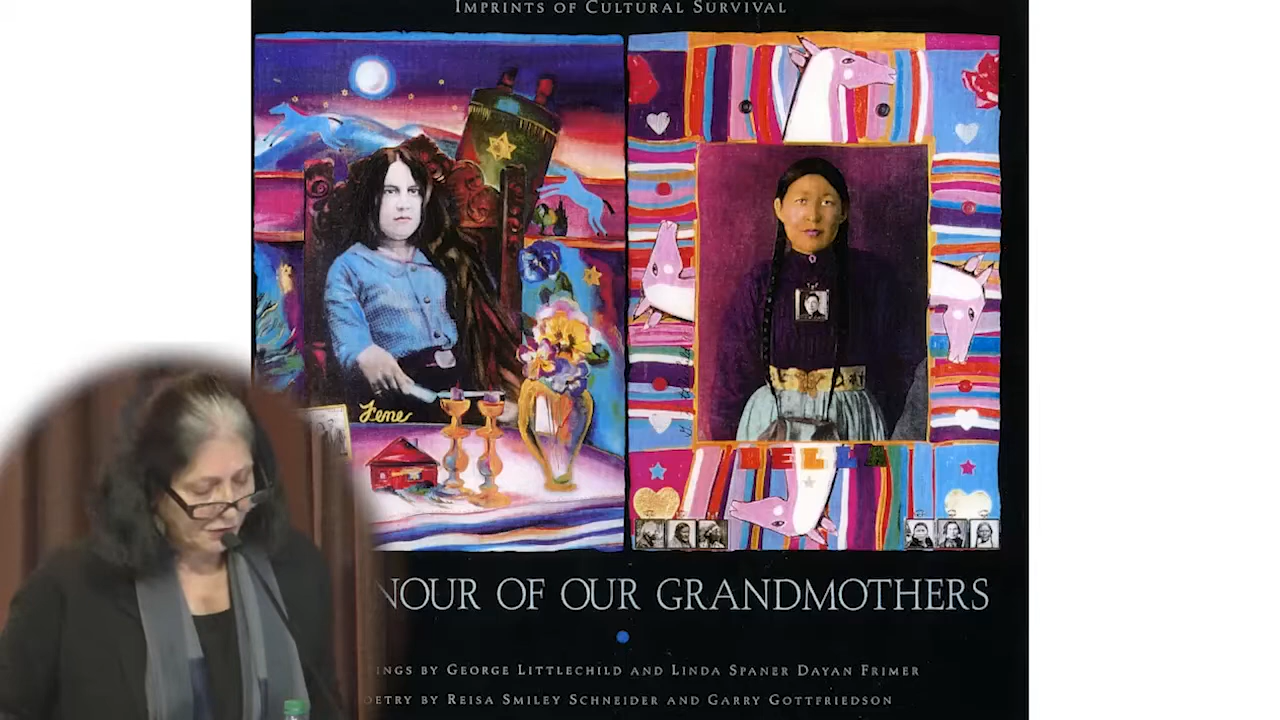 IMPRINTS OF CULTURAL SURVIVAL
Irene
BELLA
NOUR OF OUR GRANDMOTHERS
INGS BY GEORGE LITTLECHILD AND LINDA SPANER DAYAN FRIMER
OETRY BY REISA SMILEY SCHNEIDER AND GARRY GOTTFRIEDSON